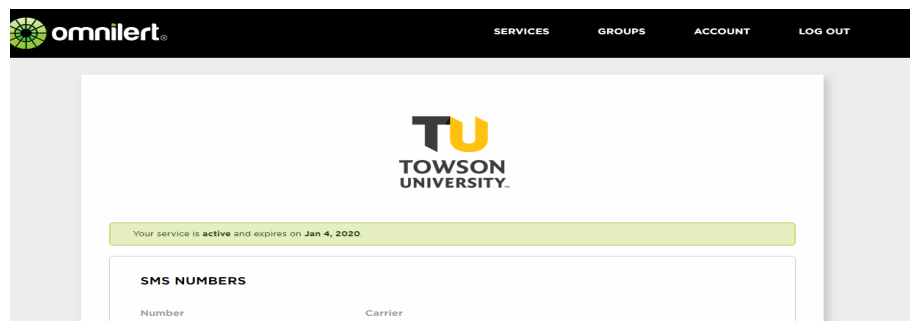 omnilert®
SERVICES GROUPS ACCOUNT LOG OUT
TU
TOWSON
UNIVERSITY™
Your service is active and expires on Jan 4, 2020.
SMS NUMBERS
Number Carrier